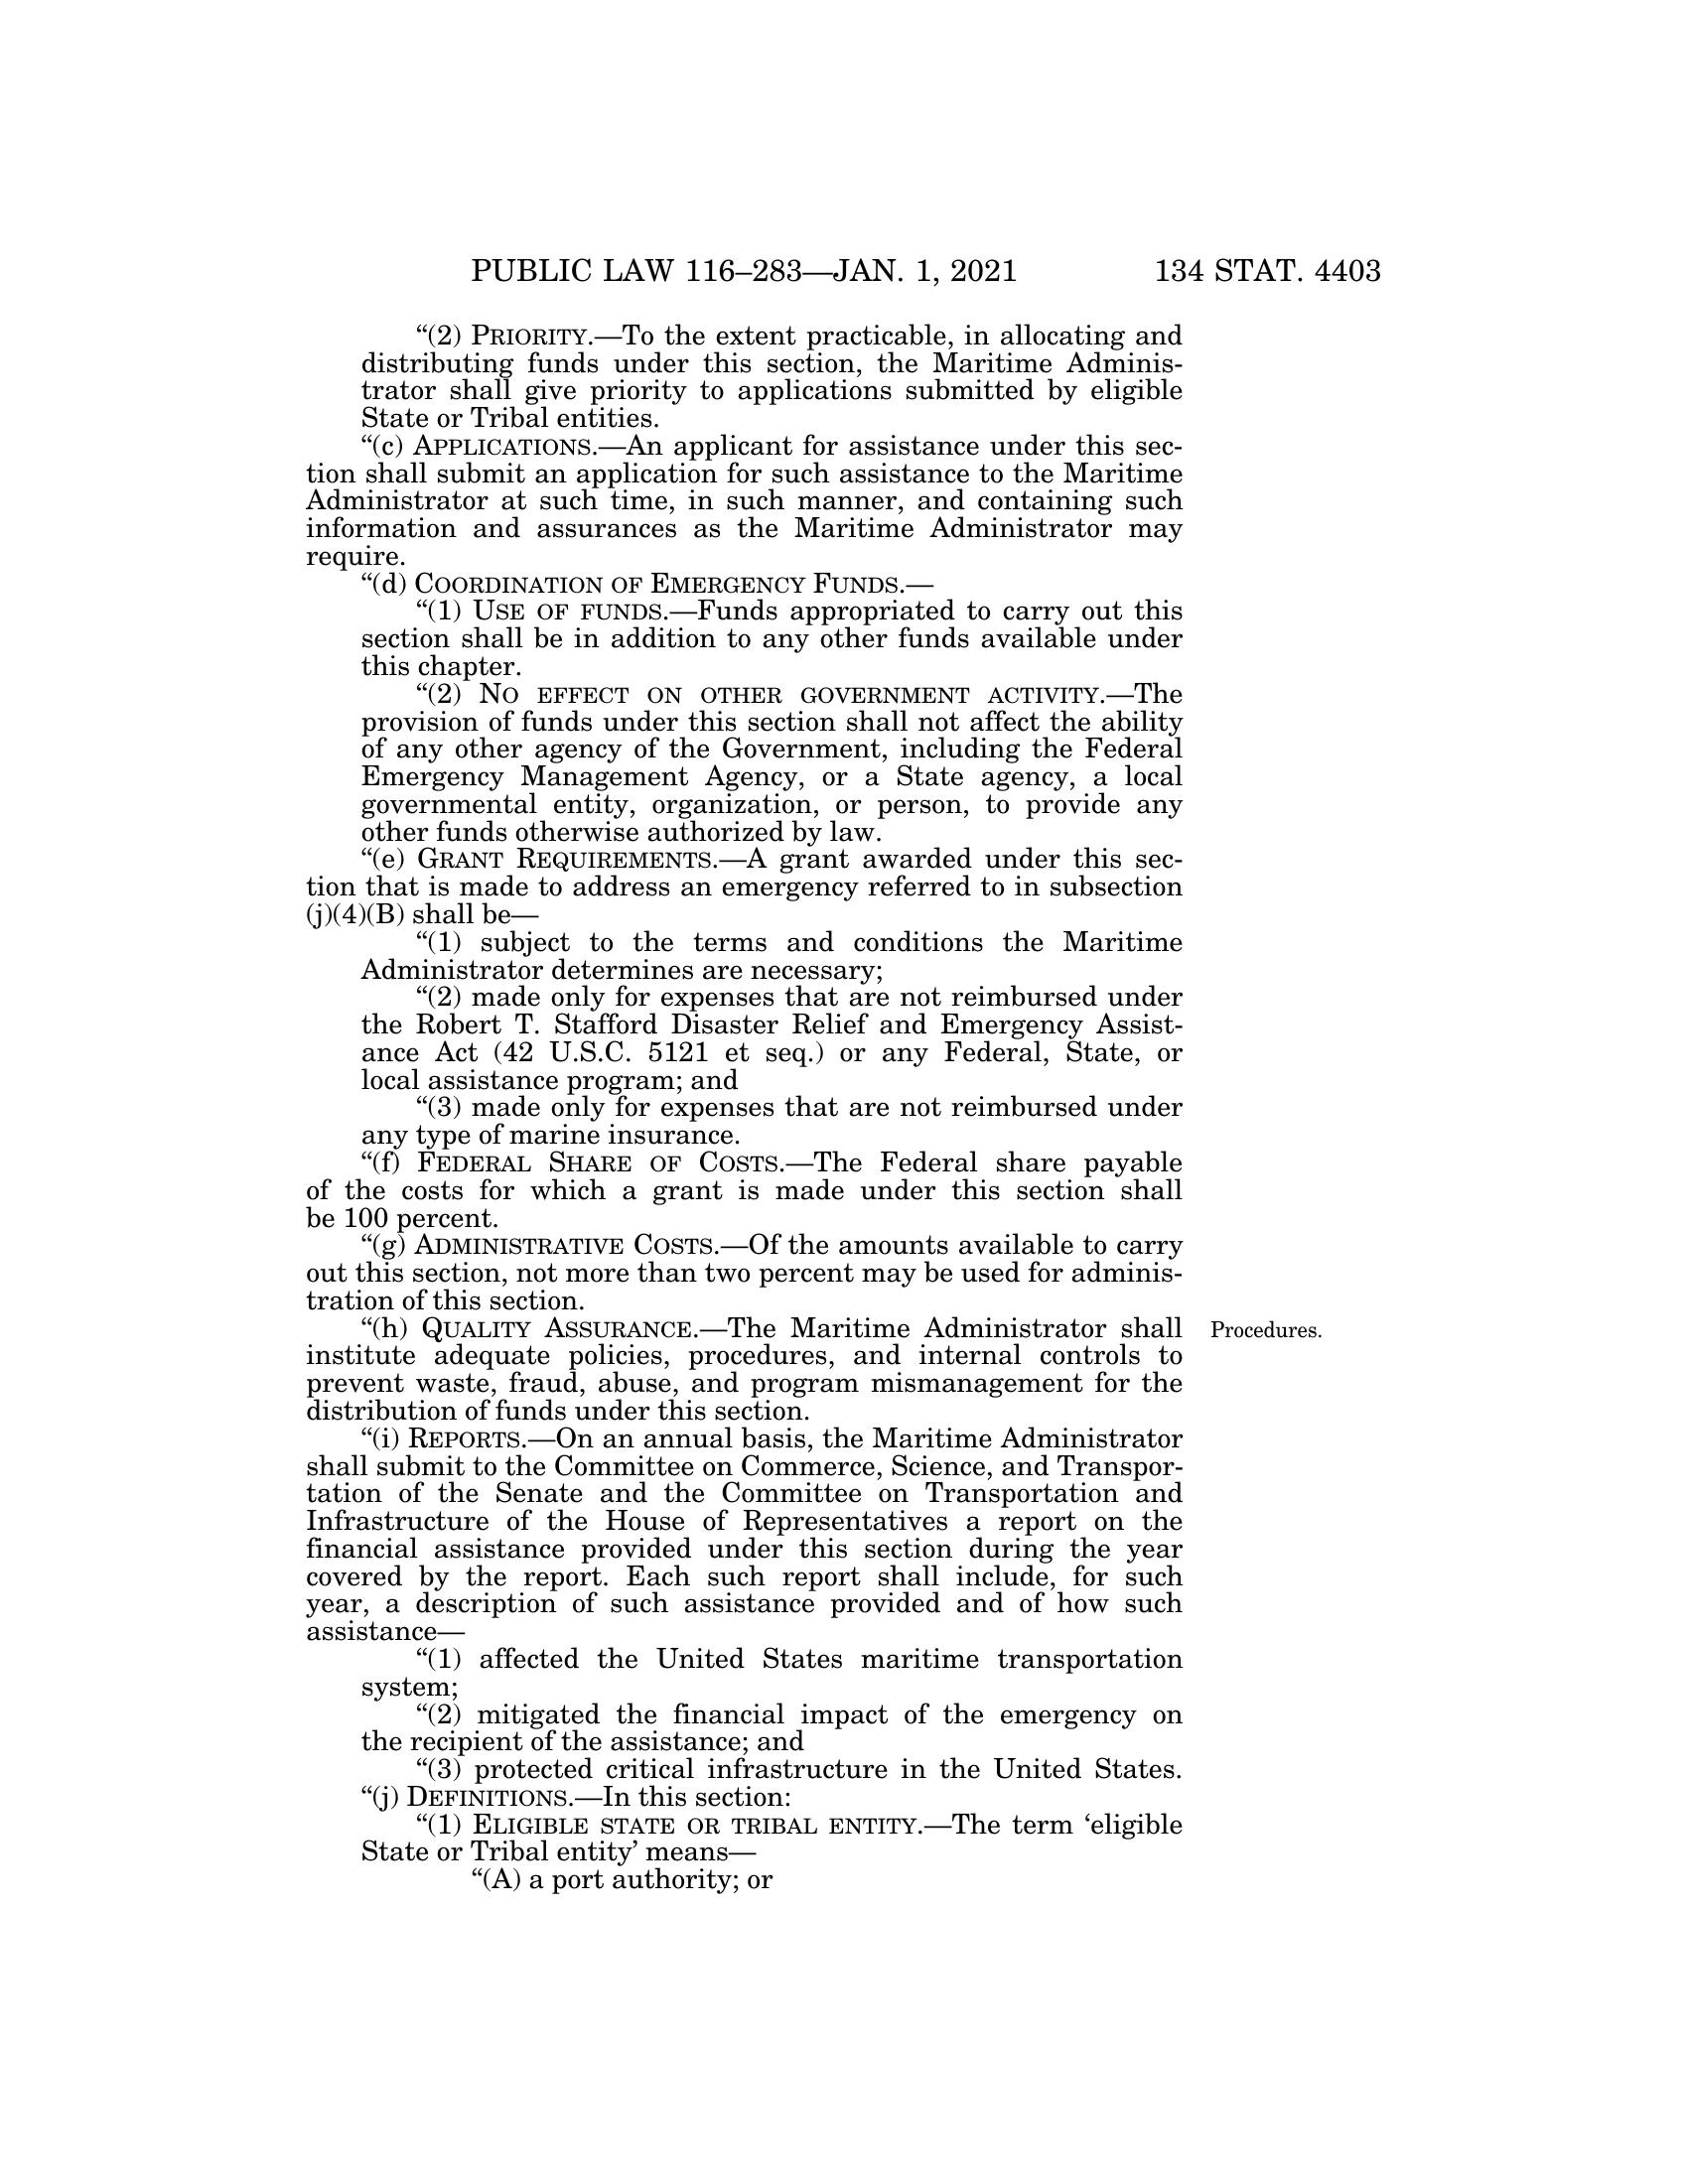 PUBLIC LAW 116–283—JAN. 1, 2021 134 STAT. 4403
“(2) PRIORITY.—To the extent practicable, in allocating and
distributing funds under this section, the Maritime Adminis-
trator shall give priority to applications submitted by eligible
State or Tribal entities.
“(c) APPLICATIONS.—An applicant for assistance under this sec-
tion shall submit an application for such assistance to the Maritime
Administrator at such time, in such manner, and containing such
information and assurances as the Maritime Administrator may
require.
“(d) COORDINATION OF EMERGENCY FUNDS.—
“(1) USE OF FUNDS.—Funds appropriated to carry out this
section shall be in addition to any other funds available under
this chapter.
“(2) NO EFFECT ON OTHER GOVERNMENT ACTIVITY.—The
provision of funds under this section shall not affect the ability
of any other agency of the Government, including the Federal
Emergency Management Agency, or a State agency, a local
governmental entity, organization, or person, to provide any
other funds otherwise authorized by law.
“(e) GRANT REQUIREMENTS.—A grant awarded under this sec-
tion that is made to address an emergency referred to in subsection
(j)(4)(B) shall be—
“(1) subject to the terms and conditions the Maritime
Administrator determines are necessary;
“(2) made only for expenses that are not reimbursed under
the Robert T. Stafford Disaster Relief and Emergency Assist-
ance Act (42 U.S.C. 5121 et seq.) or any Federal, State, or
local assistance program; and
“(3) made only for expenses that are not reimbursed under
any type of marine insurance.
“(f) FEDERAL SHARE OF COSTS.—The Federal share payable
of the costs for which a grant is made under this section shall
be 100 percent.
“(g) ADMINISTRATIVE COSTS.—Of the amounts available to carry
out this section, not more than two percent may be used for adminis-
tration of this section.
“(h) QUALITY ASSURANCE.—The Maritime Administrator shall Procedures.
institute adequate policies, procedures, and internal controls to
prevent waste, fraud, abuse, and program mismanagement for the
distribution of funds under this section.
“(i) REPORTS.—On an annual basis, the Maritime Administrator
shall submit to the Committee on Commerce, Science, and Transpor-
tation of the Senate and the Committee on Transportation and
Infrastructure of the House of Representatives a report on the
financial assistance provided under this section during the year
covered by the report. Each such report shall include, for such
year, a description of such assistance provided and of how such
assistance—
“(1) affected the United States maritime transportation
system;
“(2) mitigated the financial impact of the emergency on
the recipient of the assistance; and
“(3) protected critical infrastructure in the United States.
“(j) DEFINITIONS.—In this section:
“(1) ELIGIBLE STATE OR TRIBAL ENTITY.—The term ‘eligible
State or Tribal entity’ means—
“(A) a port authority; or